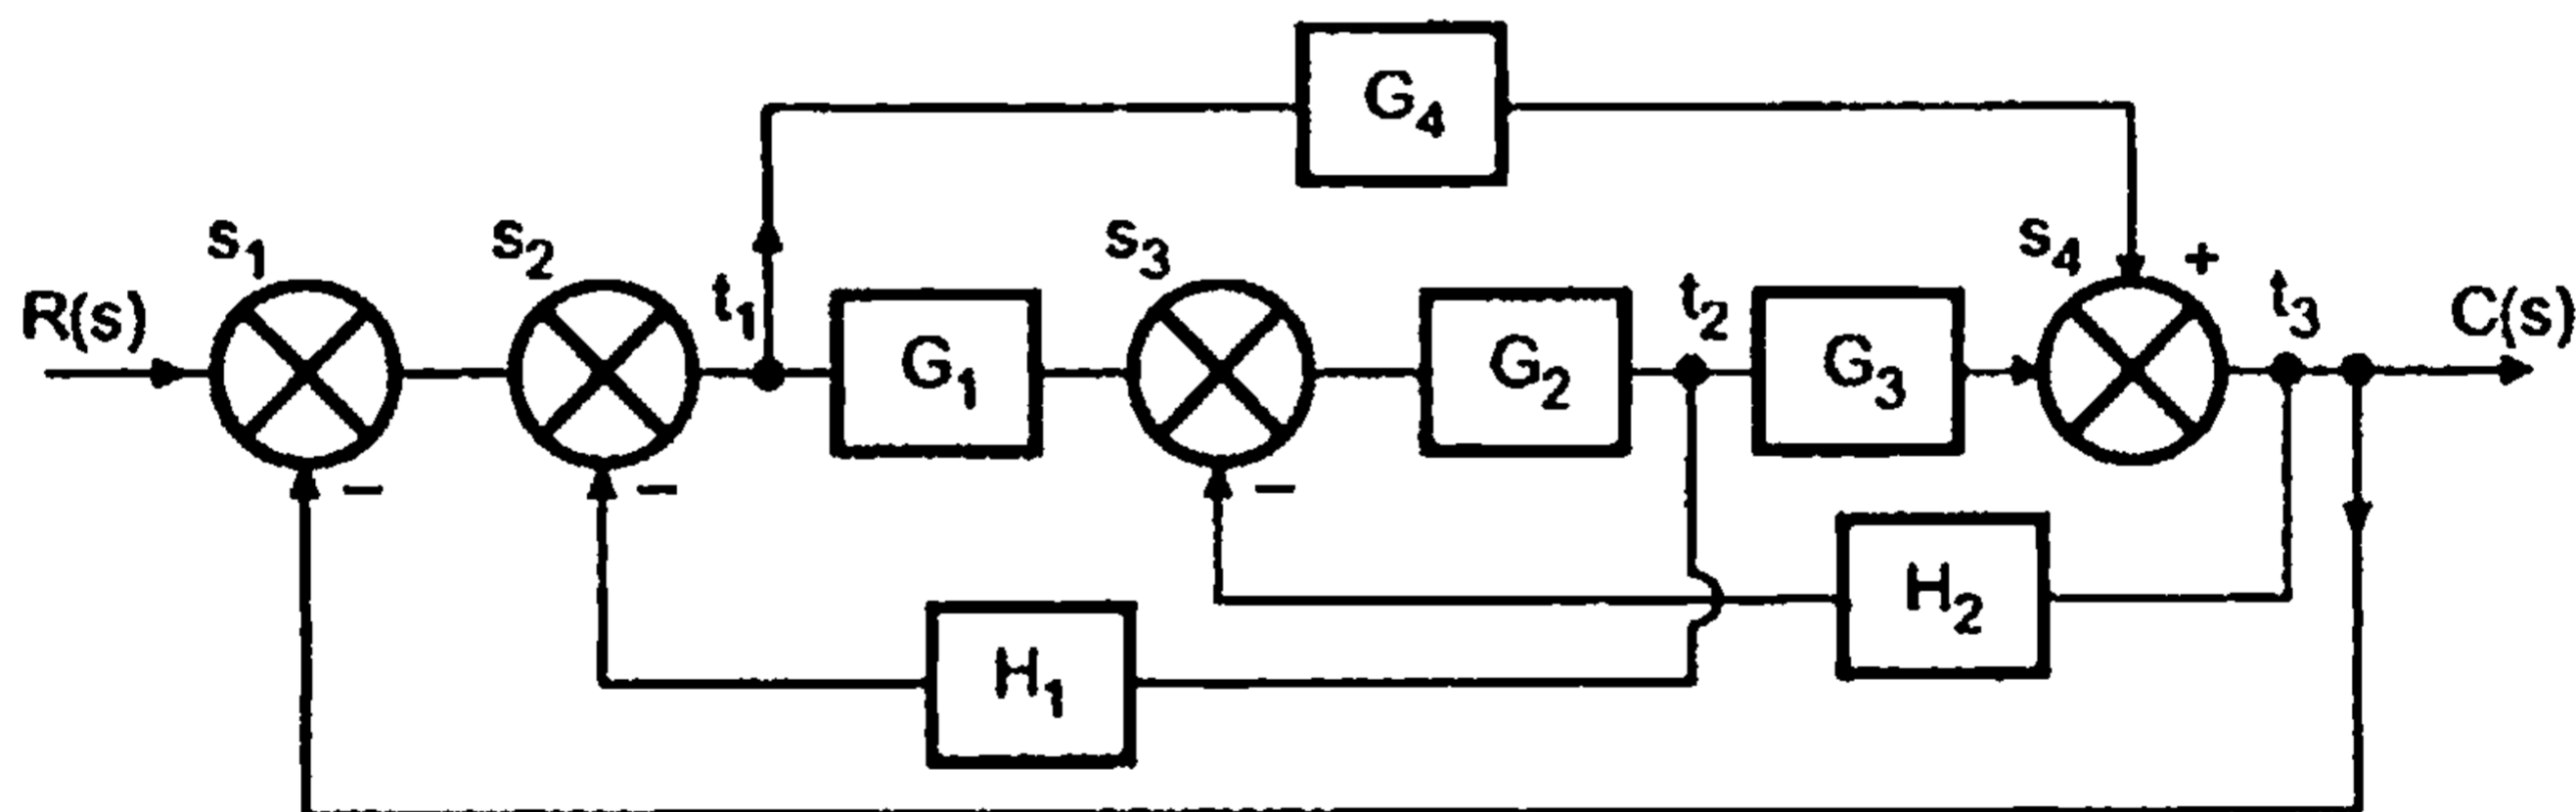 G4
s1 s2 s3 s4 +
R(s) t1 G1 G2 t2 G3 t3 C(s)
− − −
H2
H1